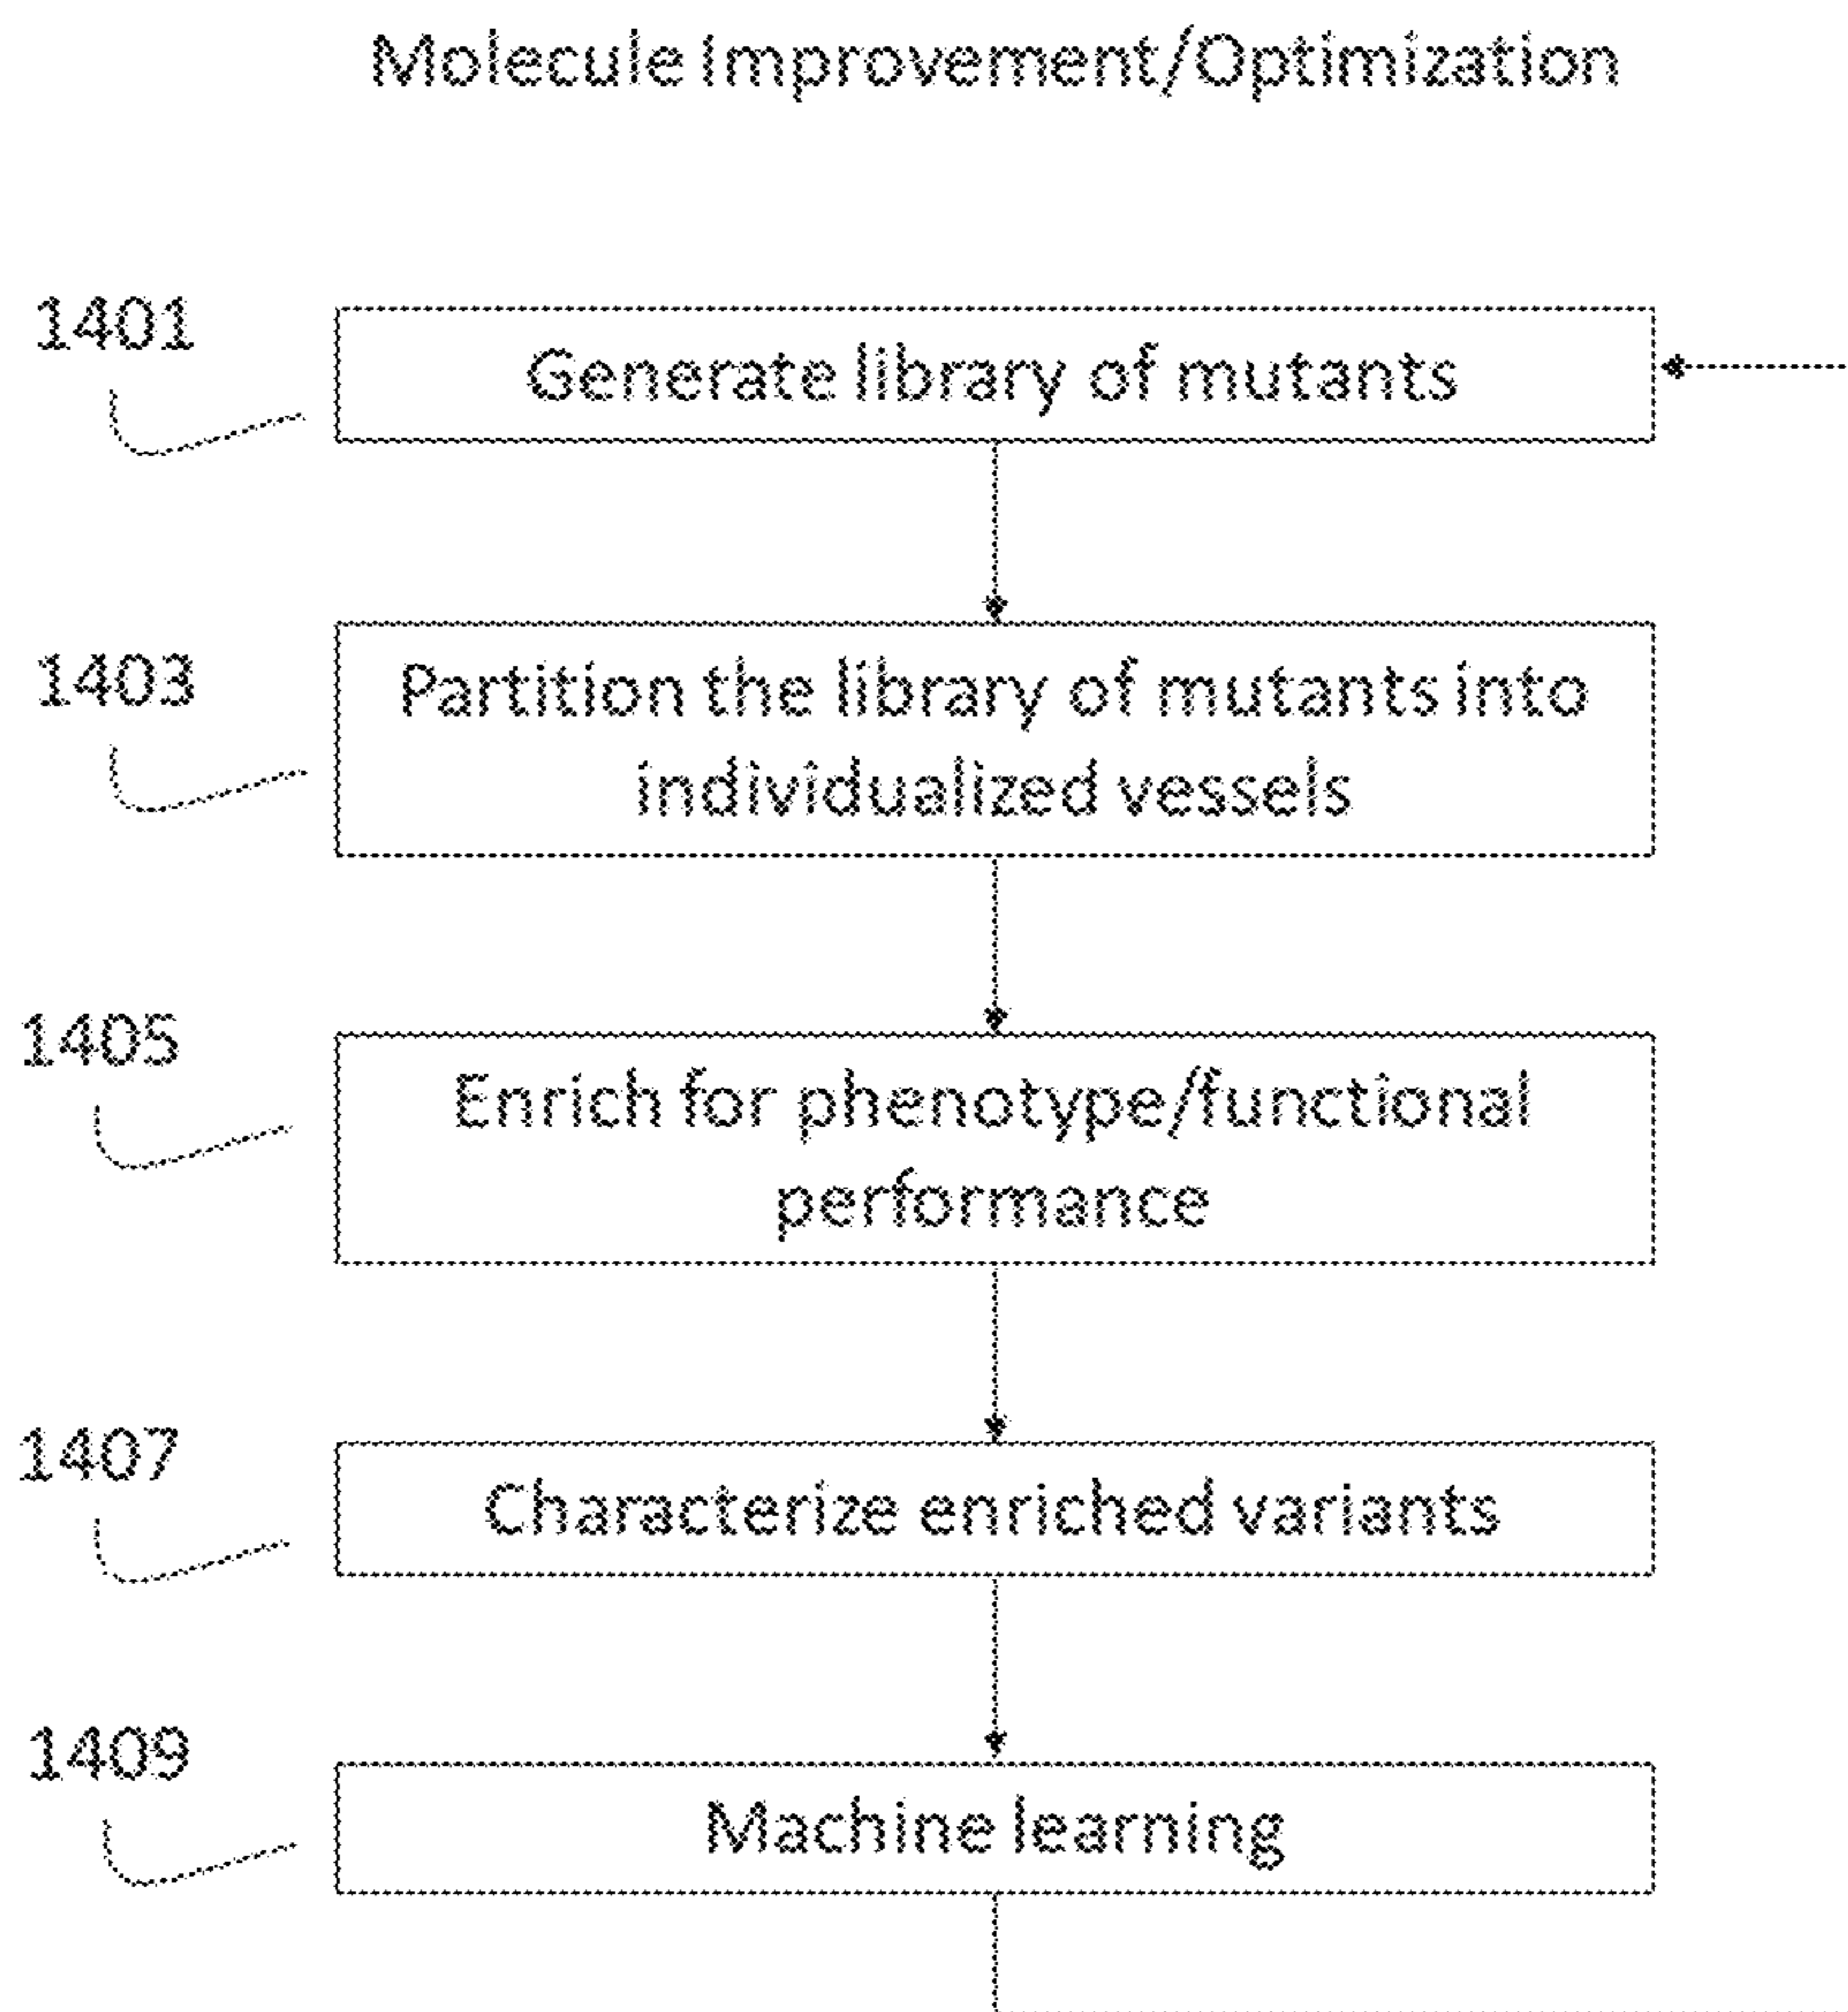 Molecule Improvement/Optimization
1401
Generate library of mutants
1403
Partition the library of mutants into
individualized vessels
1405
Enrich for phenotype/functional
performance
1407
Characterize enriched variants
1409
Machine learning